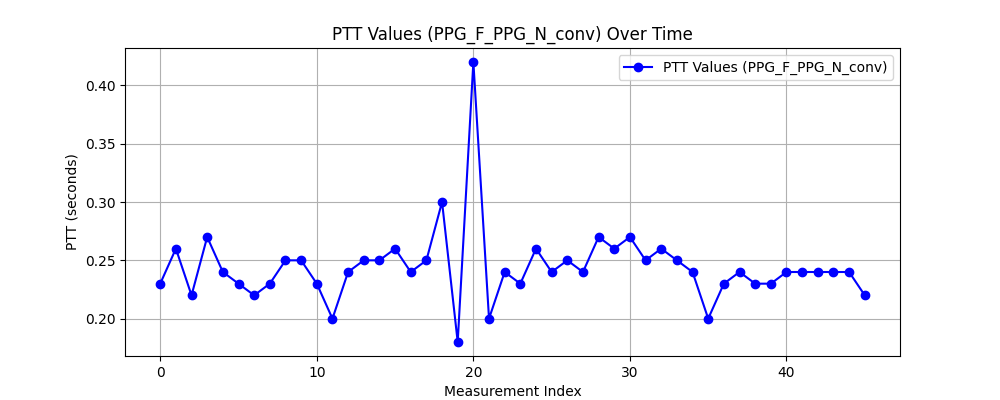 PTT Values (PPG_F_PPG_N_conv) Over Time
PTT Values (PPG_F_PPG_N_conv)
PTT (seconds)
0.40
0.35
0.30
0.25
0.20
0 10 20 30 40
Measurement Index